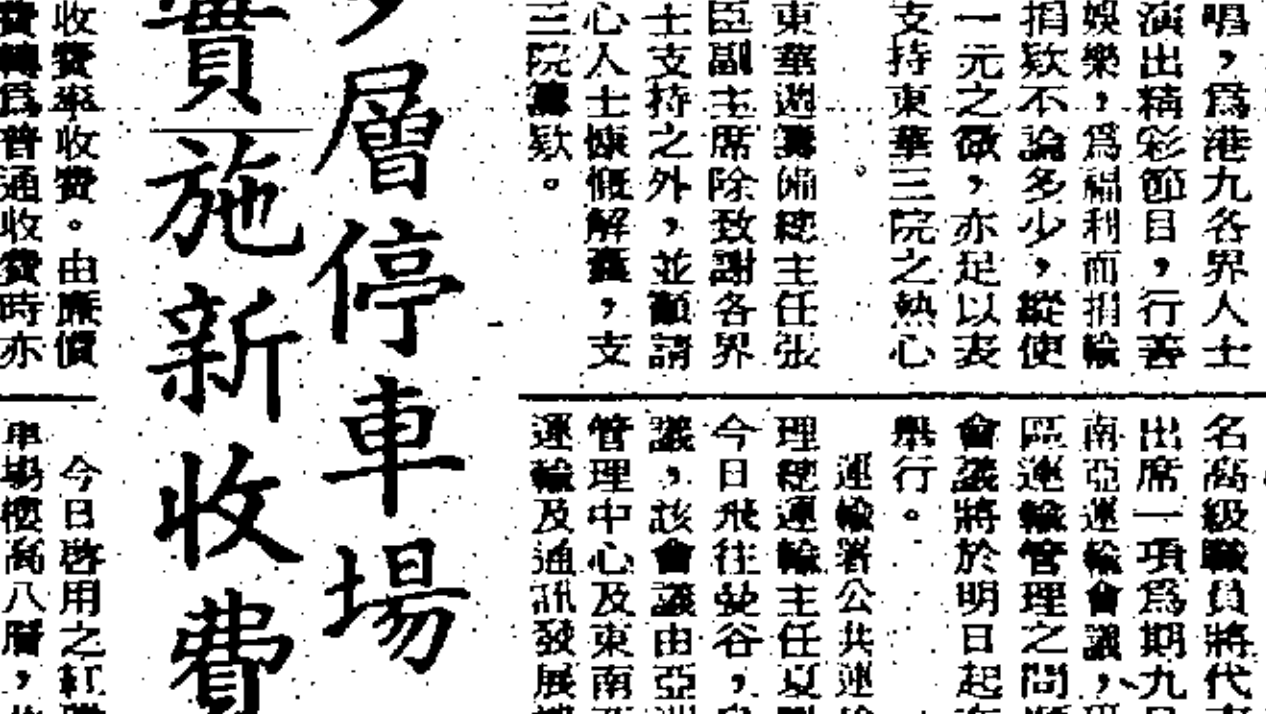 唱，爲港九各界人士
演出精彩節目，行善
娛樂，爲福利而捐輸
捐欵不論多少，縱使
一元之微，亦足以表
支持東華三院之熱心
。
東華週籌備總主任張
臣副主席除致謝各界
士支持之外，並籲請
心人士慷慨解囊，支
三院籌欵。
名高級職員將代
出席一項爲期九
南亞運輸會議，
區運輸管理之問
會議將於明日起
舉行。
運輸署公共運
理總運輸主任夏
今日飛往曼谷，
議，該會議由亞
管理中心及東南
運輸及通訊發展
多層停車場
實施新收費
收費率收費。由廉價
費轉爲普通收費時亦
今日啓用之紅
車塲樓高八層，